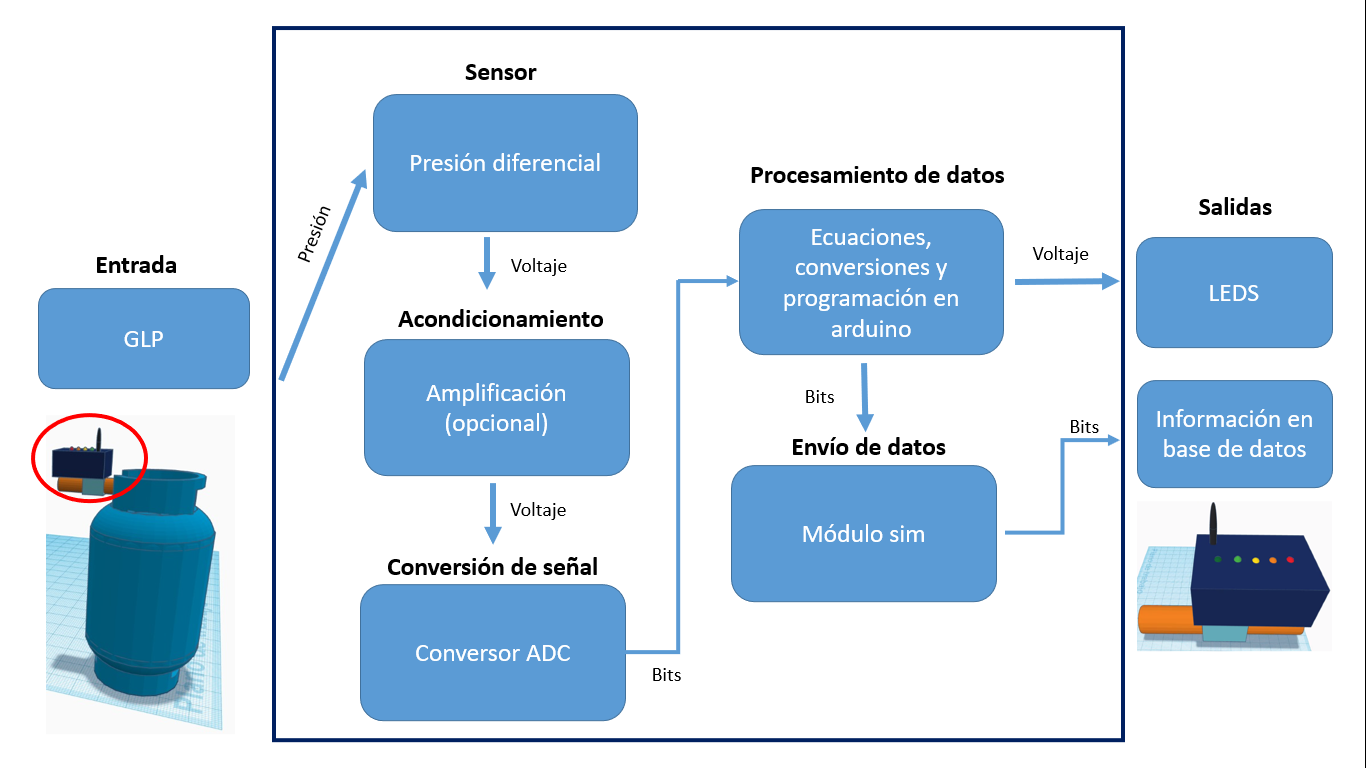 Entrada
GLP
Presión
Sensor
Presión diferencial
Voltaje
Acondicionamiento
Amplificación
(opcional)
Voltaje
Conversión de señal
Conversor ADC
Bits
Procesamiento de datos
Ecuaciones,
conversiones y
programación en
arduino
Voltaje
Bits
Envío de datos
Módulo sim
Bits
Salidas
LEDS
Información en
base de datos